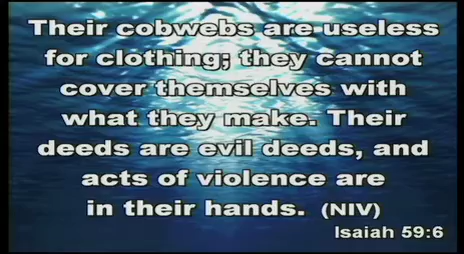 Their cobwebs are useless
for clothing; they cannot
cover themselves with
what they make. Their
deeds are evil deeds, and
acts of violence are
in their hands. (NIV)
Isaiah 59:6